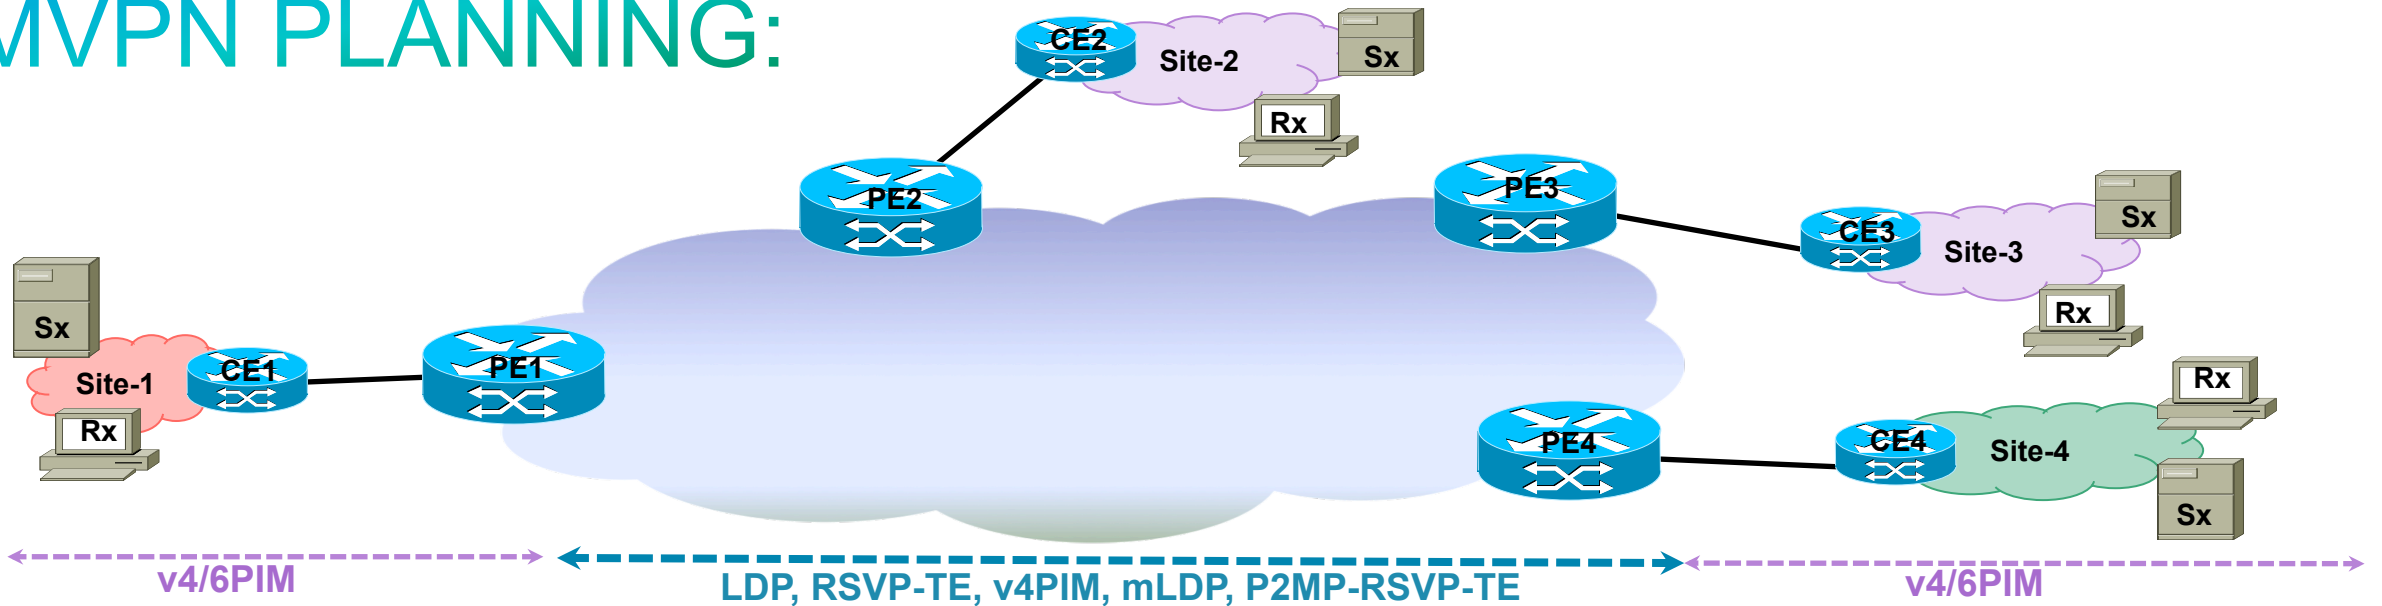 MVPN PLANNING:
CE2
Site-2
Sx
Rx
PE2
PE3
CE3
Site-3
Sx
Rx
Sx
Site-1
CE1
PE1
Rx
PE4
CE4
Site-4
Rx
Sx
v4/6PIM
LDP, RSVP-TE, v4PIM, mLDP, P2MP-RSVP-TE
v4/6PIM